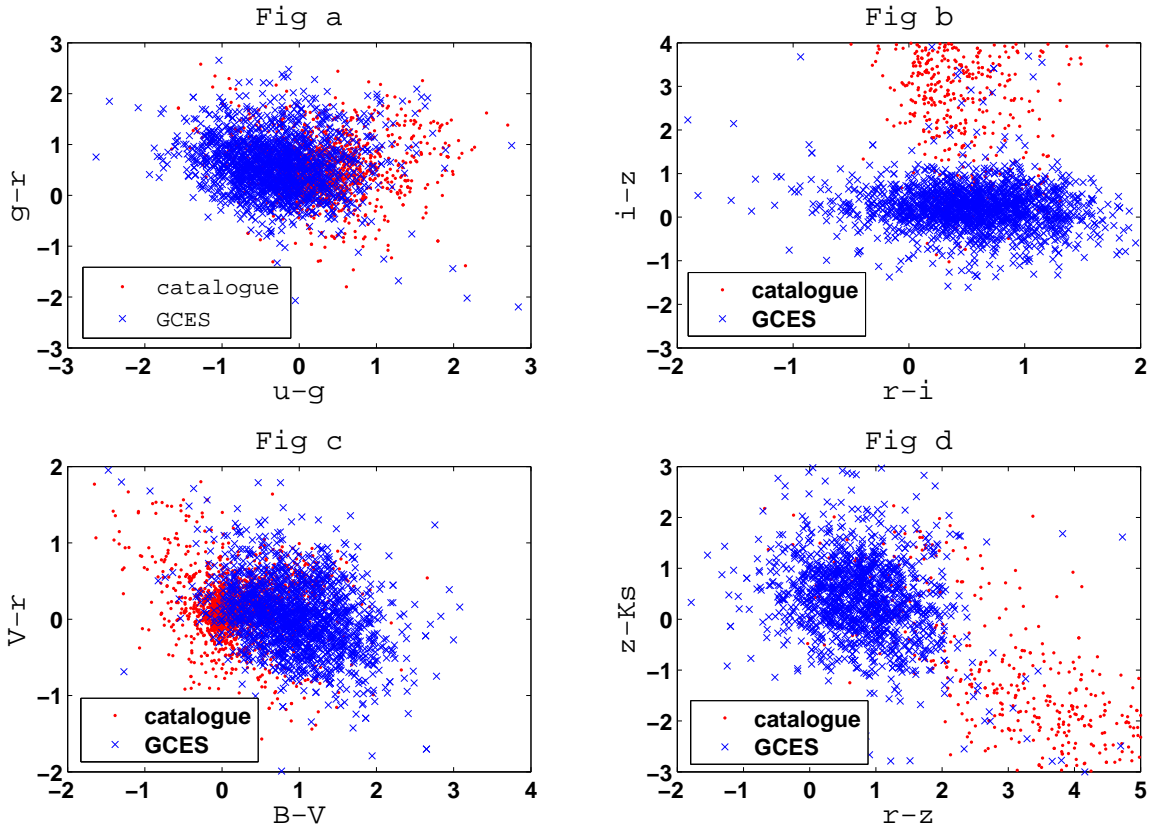 Fig a
3
2
1
0
−1
−2
−3
g−r
−3 −2 −1 0 1 2 3
u−g
catalogue
GCES
Fig b
4
3
2
1
0
−1
−2
−3
i−z
−2 −1 0 1 2
r−i
catalogue
GCES
Fig c
2
1
0
−1
−2
V−r
−2 −1 0 1 2 3 4
B−V
catalogue
GCES
Fig d
3
2
1
0
−1
−2
−3
z−Ks
−2 −1 0 1 2 3 4 5
r−z
catalogue
GCES